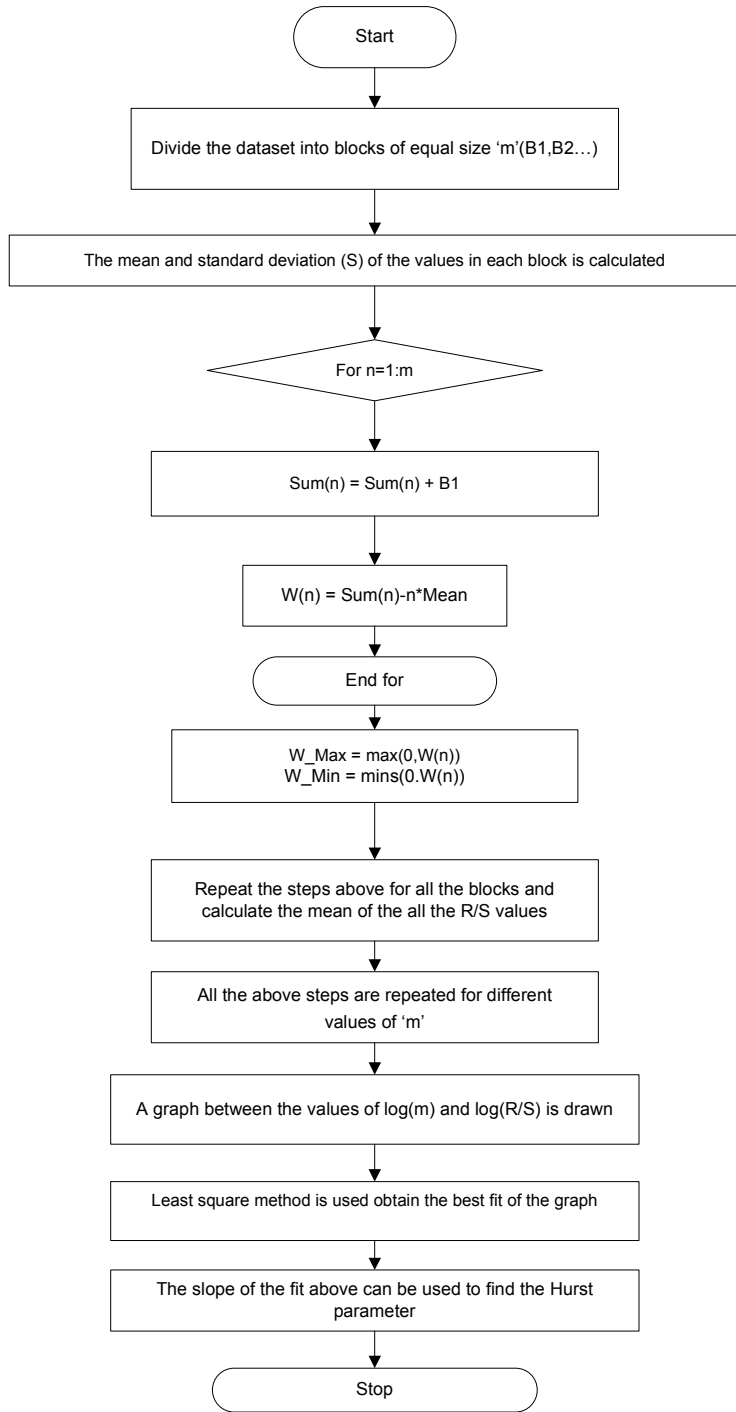 Start
Divide the dataset into blocks of equal size ‘m’(B1,B2…)
The mean and standard deviation (S) of the values in each block is calculated
For n=1:m
Sum(n) = Sum(n) + B1
W(n) = Sum(n)-n*Mean
End for
W_Max = max(0,W(n))
W_Min = mins(0.W(n))
Repeat the steps above for all the blocks and
calculate the mean of the all the R/S values
All the above steps are repeated for different
values of ‘m’
A graph between the values of log(m) and log(R/S) is drawn
Least square method is used obtain the best fit of the graph
The slope of the fit above can be used to find the Hurst
parameter
Stop